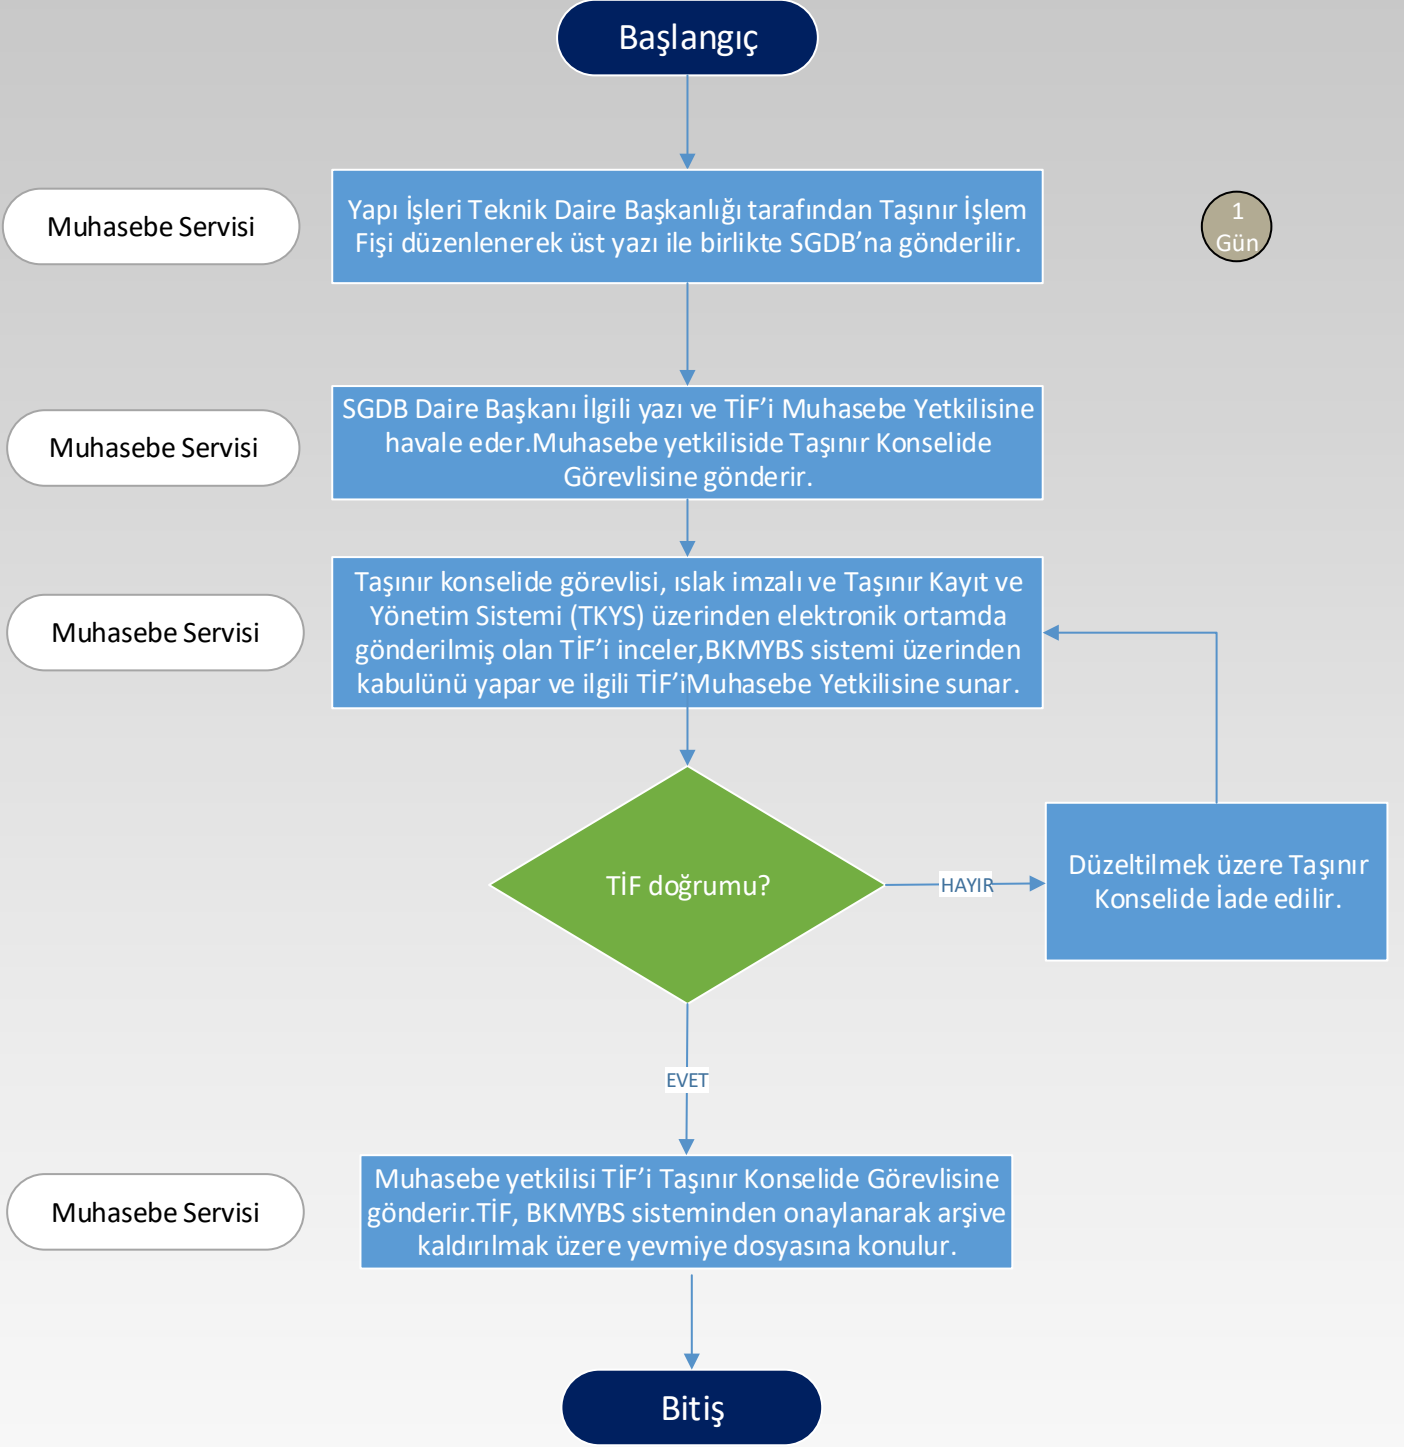 Başlangıç
Muhasebe Servisi
Yapı İşleri Teknik Daire Başkanlığı tarafından Taşınır İşlem
Fişi düzenlenerek üst yazı ile birlikte SGDB’na gönderilir.
1
Gün
Muhasebe Servisi
SGDB Daire Başkanı İlgili yazı ve TİF’i Muhasebe Yetkilisine
havale eder.Muhasebe yetkiliside Taşınır Konselide
Görevlisine gönderir.
Muhasebe Servisi
Taşınır konselide görevlisi, ıslak imzalı ve Taşınır Kayıt ve
Yönetim Sistemi (TKYS) üzerinden elektronik ortamda
gönderilmiş olan TİF’i inceler,BKMYBS sistemi üzerinden
kabulünü yapar ve ilgili TİF’iMuhasebe Yetkilisine sunar.
TİF doğrumu?
HAYIR
Düzeltilmek üzere Taşınır
Konselide İade edilir.
EVET
Muhasebe Servisi
Muhasebe yetkilisi TİF’i Taşınır Konselide Görevlisine
gönderir.TİF, BKMYBS sisteminden onaylanarak arşive
kaldırılmak üzere yevmiye dosyasına konulur.
Bitiş